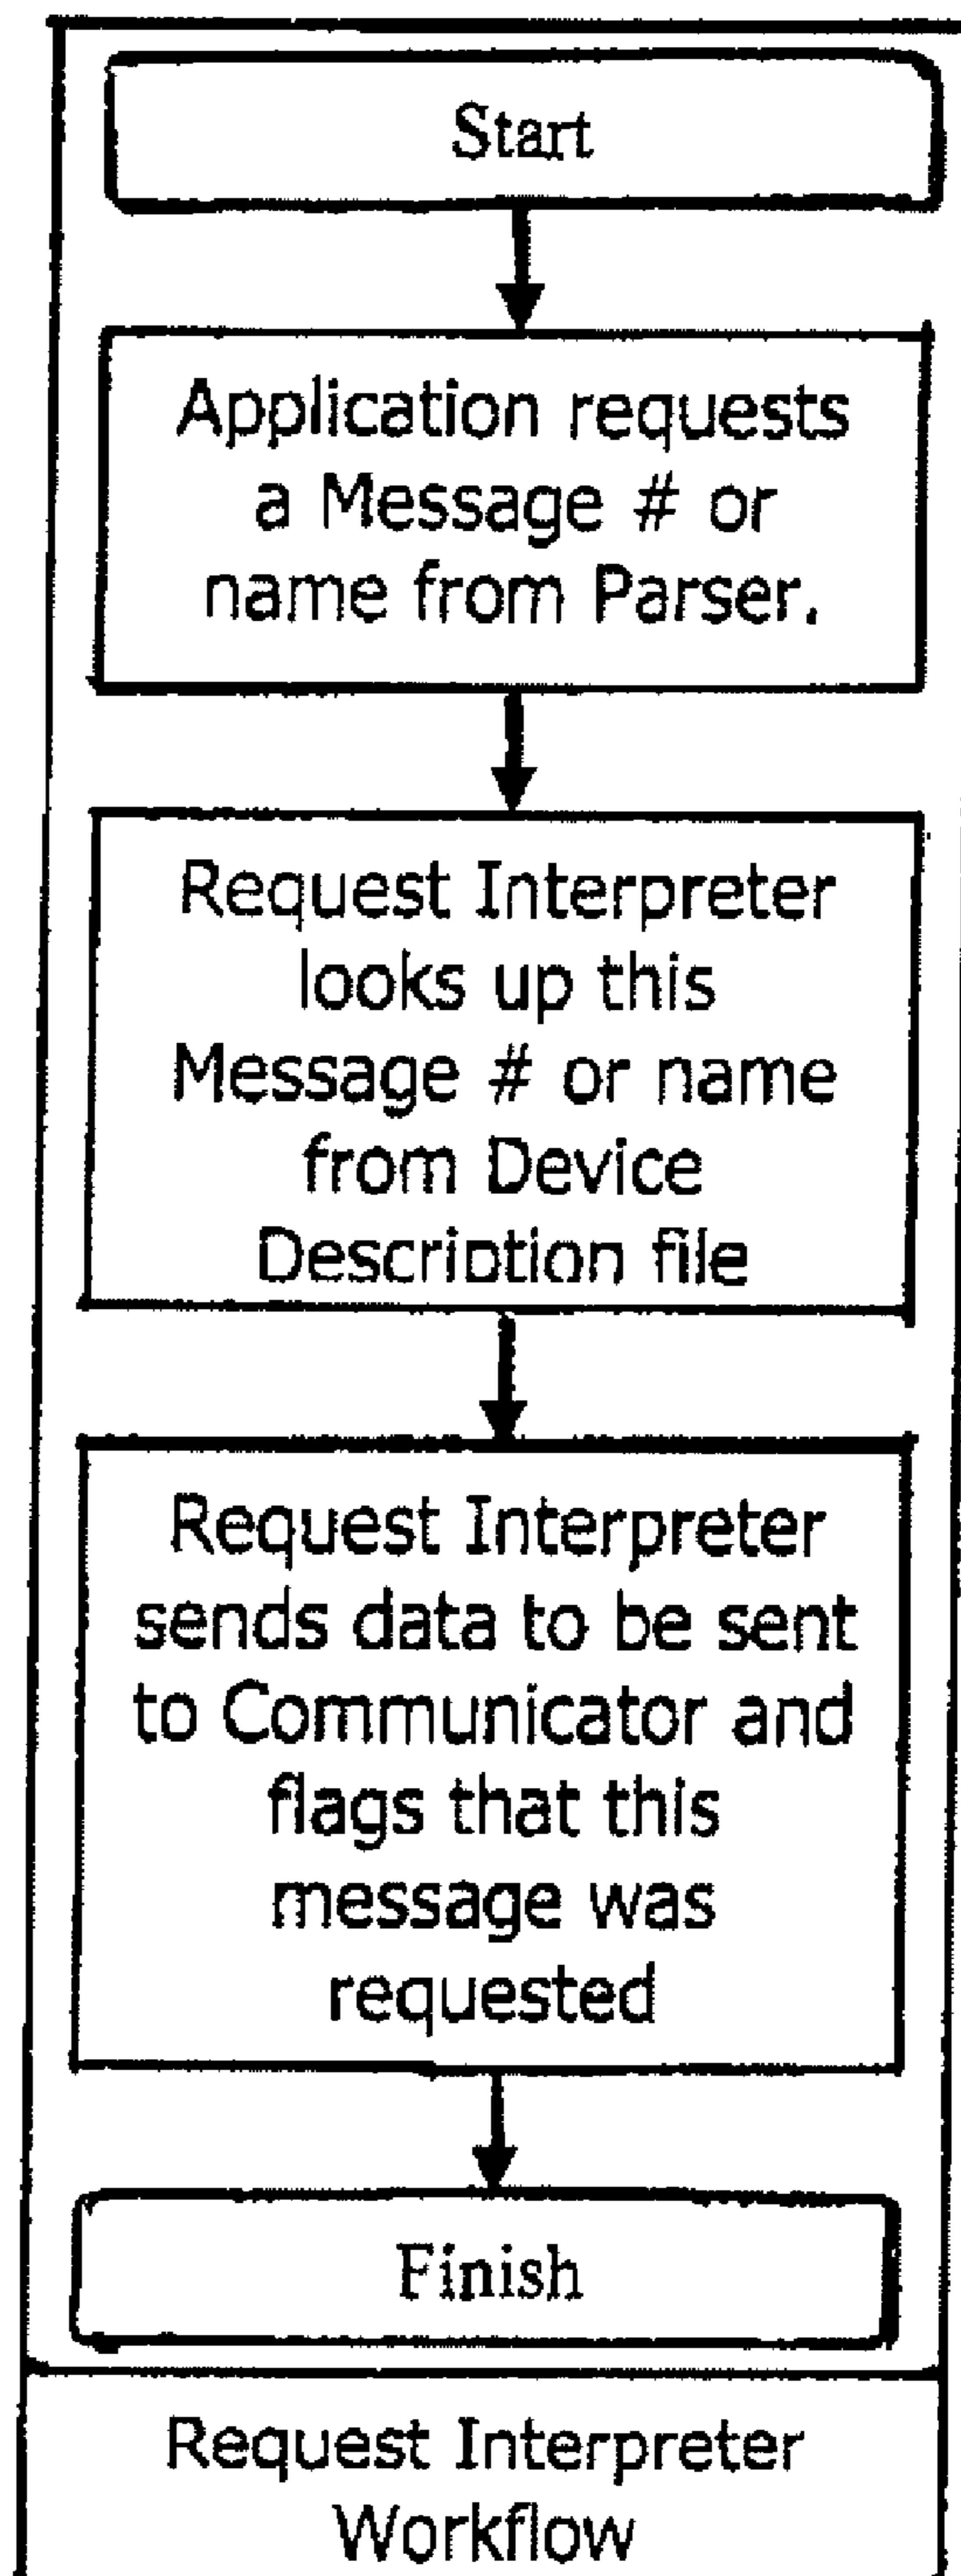 Start
Application requests
a Message # or
name from Parser.
Request Interpreter
looks up this
Message # or name
from Device
Description file
Request Interpreter
sends data to be sent
to Communicator and
flags that this
message was
requested
Finish
Request Interpreter
Workflow